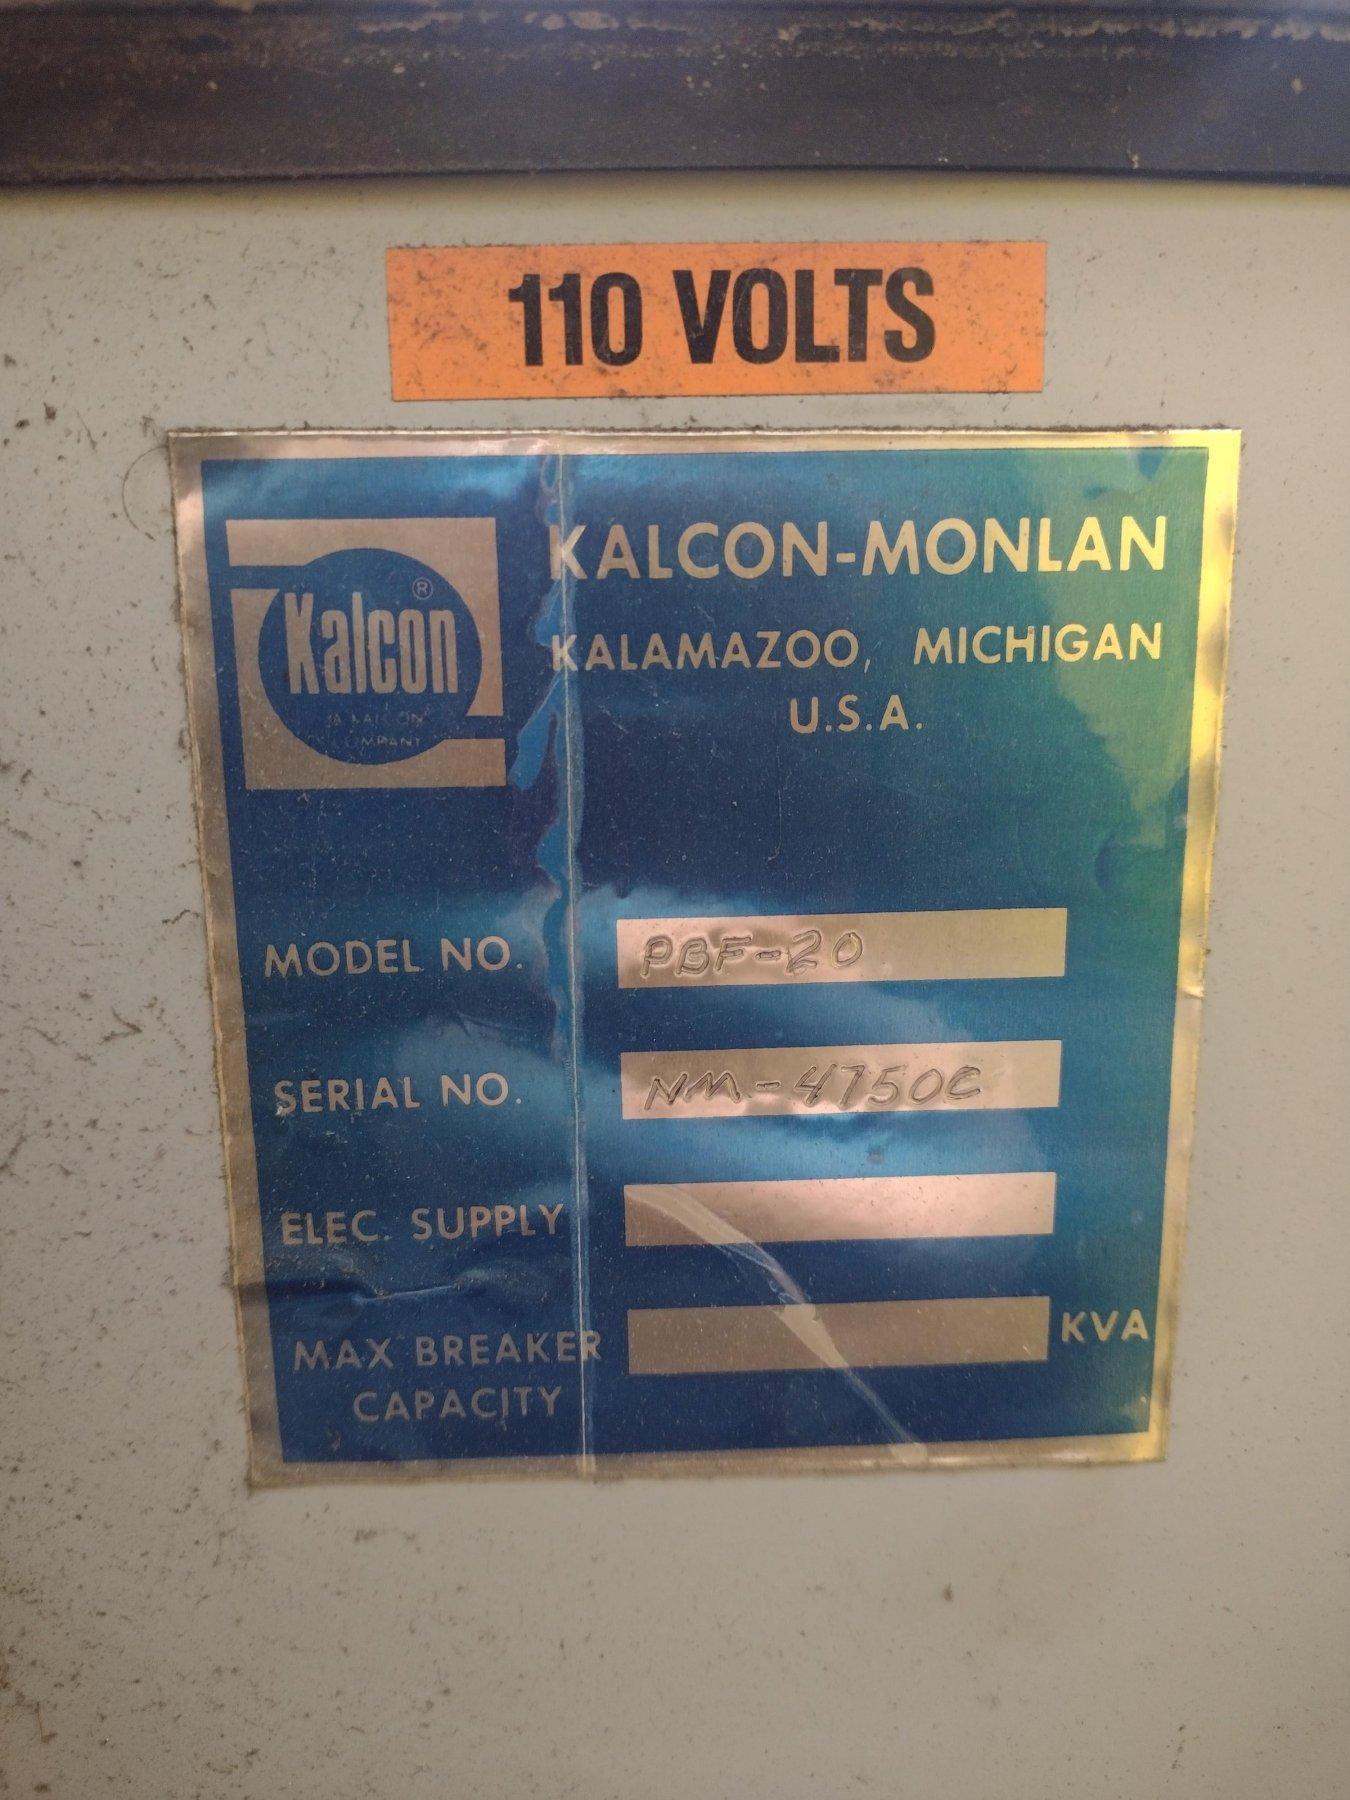 110 VOLTS
Kalcon ®
KALCON-MONLAN
KALAMAZOO, MICHIGAN
U.S.A.
MODEL NO. PBF-20
SERIAL NO. NM-4750C
ELEC. SUPPLY
MAX BREAKER KVA
CAPACITY